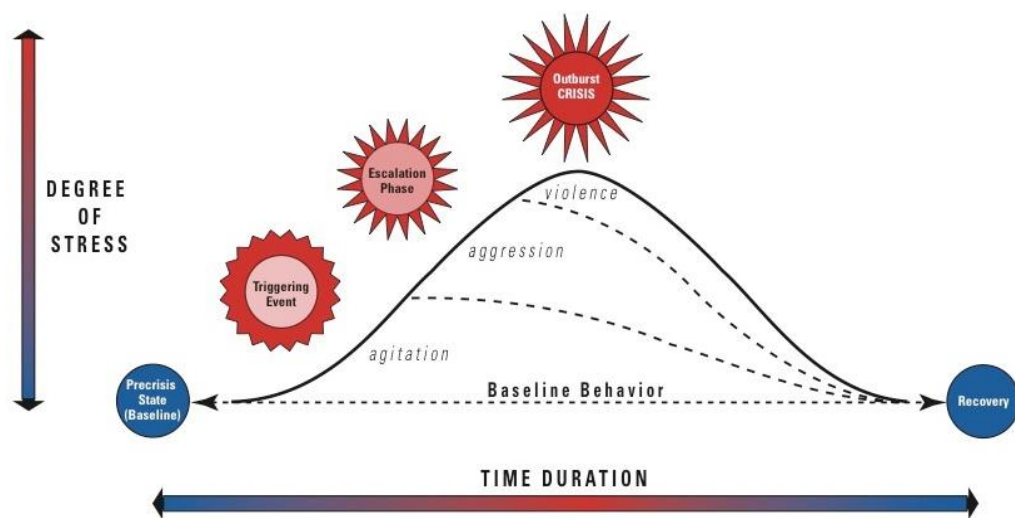 Outburst
CRISIS
Escalation
Phase
violence
DEGREE
OF
STRESS
aggression
Triggering
Event
agitation
Precrisis
State
(Baseline)
Baseline Behavior
Recovery
TIME DURATION